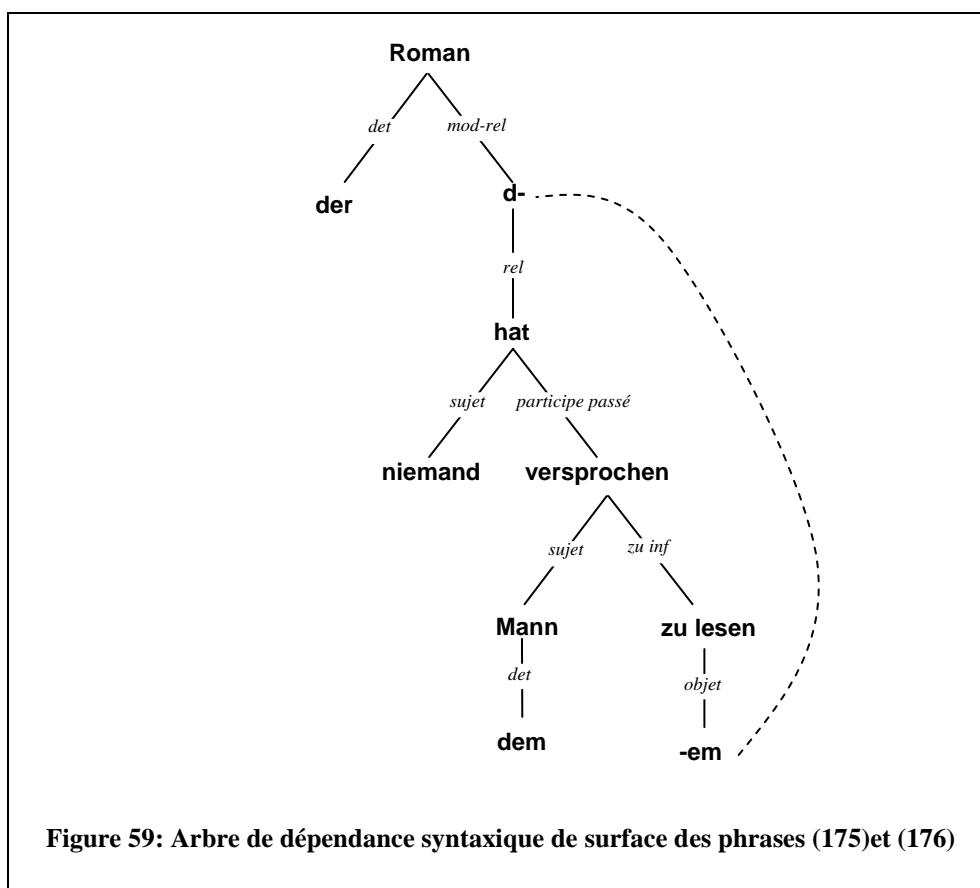 Roman
det mod-rel
der d-
rel
hat
sujet participe passé
niemand versprochen
sujet zu inf
Mann zu lesen
det objet
dem -em
Figure 59: Arbre de dépendance syntaxique de surface des phrases (175)et (176)